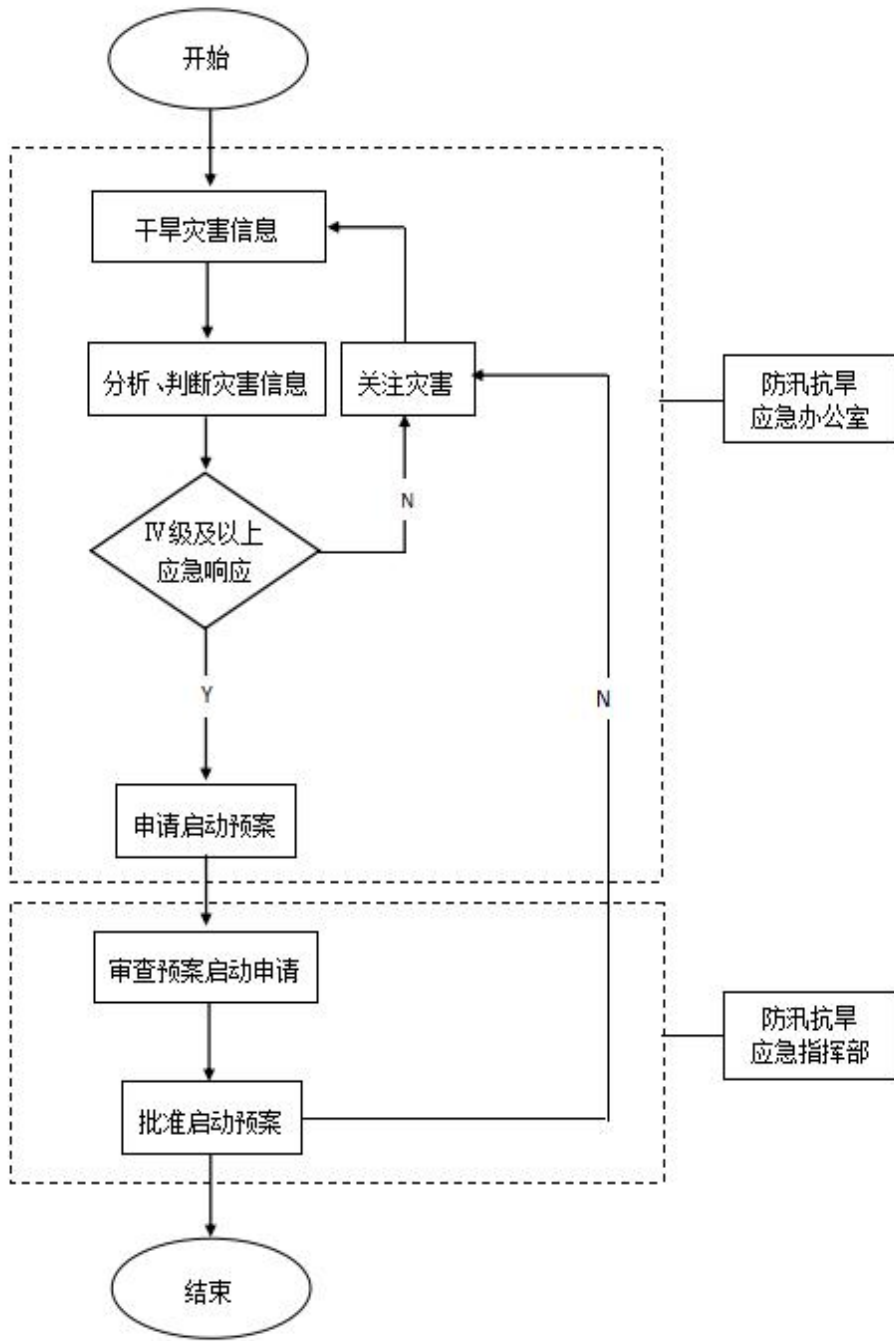 开始
干旱灾害信息
分析、判断灾害信息
关注灾害
防汛抗旱
应急办公室
N
Ⅳ级及以上
应急响应
Y
N
申请启动预案
审查预案启动申请
防汛抗旱
应急指挥部
批准启动预案
结束